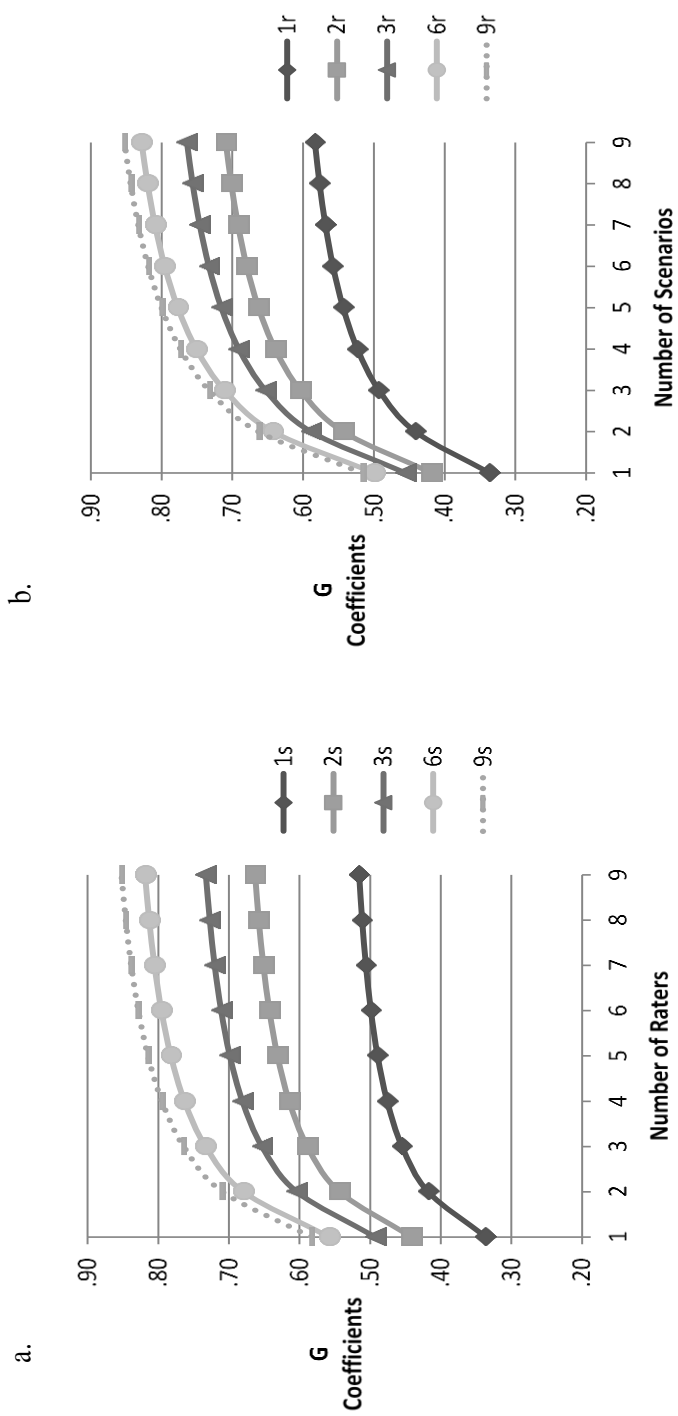 a.
G
Coefficients
.90
.80
.70
.60
.50
.40
.30
.20
1 2 3 4 5 6 7 8 9
Number of Raters
1s
2s
3s
6s
9s
b.
G
Coefficients
.90
.80
.70
.60
.50
.40
.30
.20
1 2 3 4 5 6 7 8 9
Number of Scenarios
1r
2r
3r
6r
9r